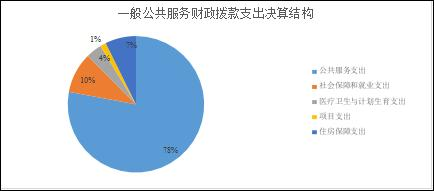 一般公共服务财政拨款支出决算结构
1%
7%
4%
10%
78%
公共服务支出
社会保障和就业支出
医疗卫生与计划生育支出
项目支出
住房保障支出